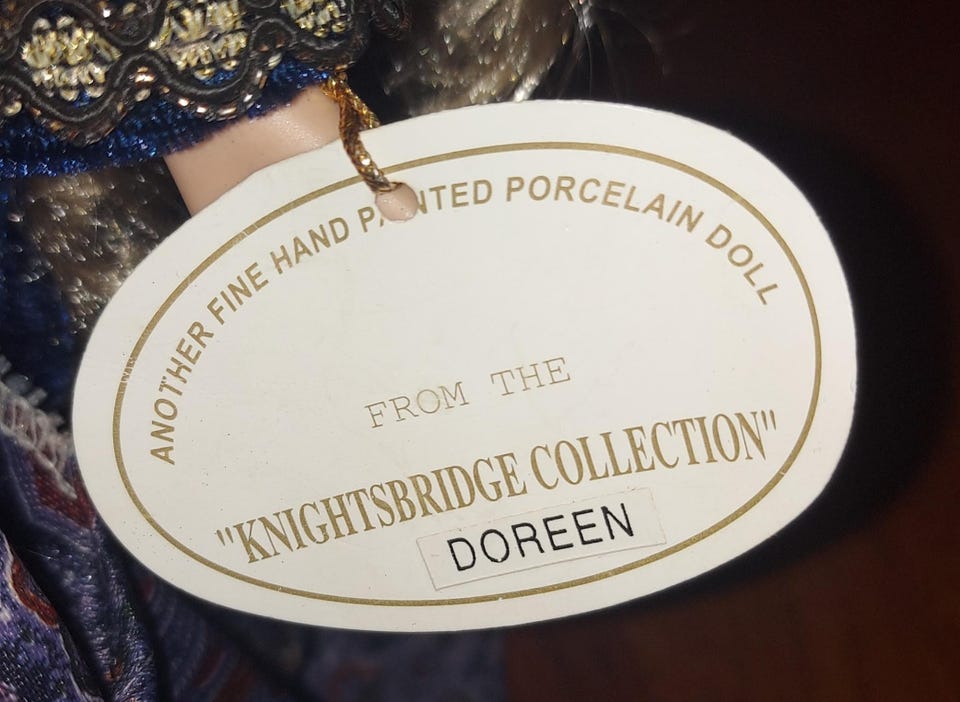 ANOTHER FINE HAND PAINTED PORCELAIN DOLL
FROM THE
"KNIGHTSBRIDGE COLLECTION"
DOREEN